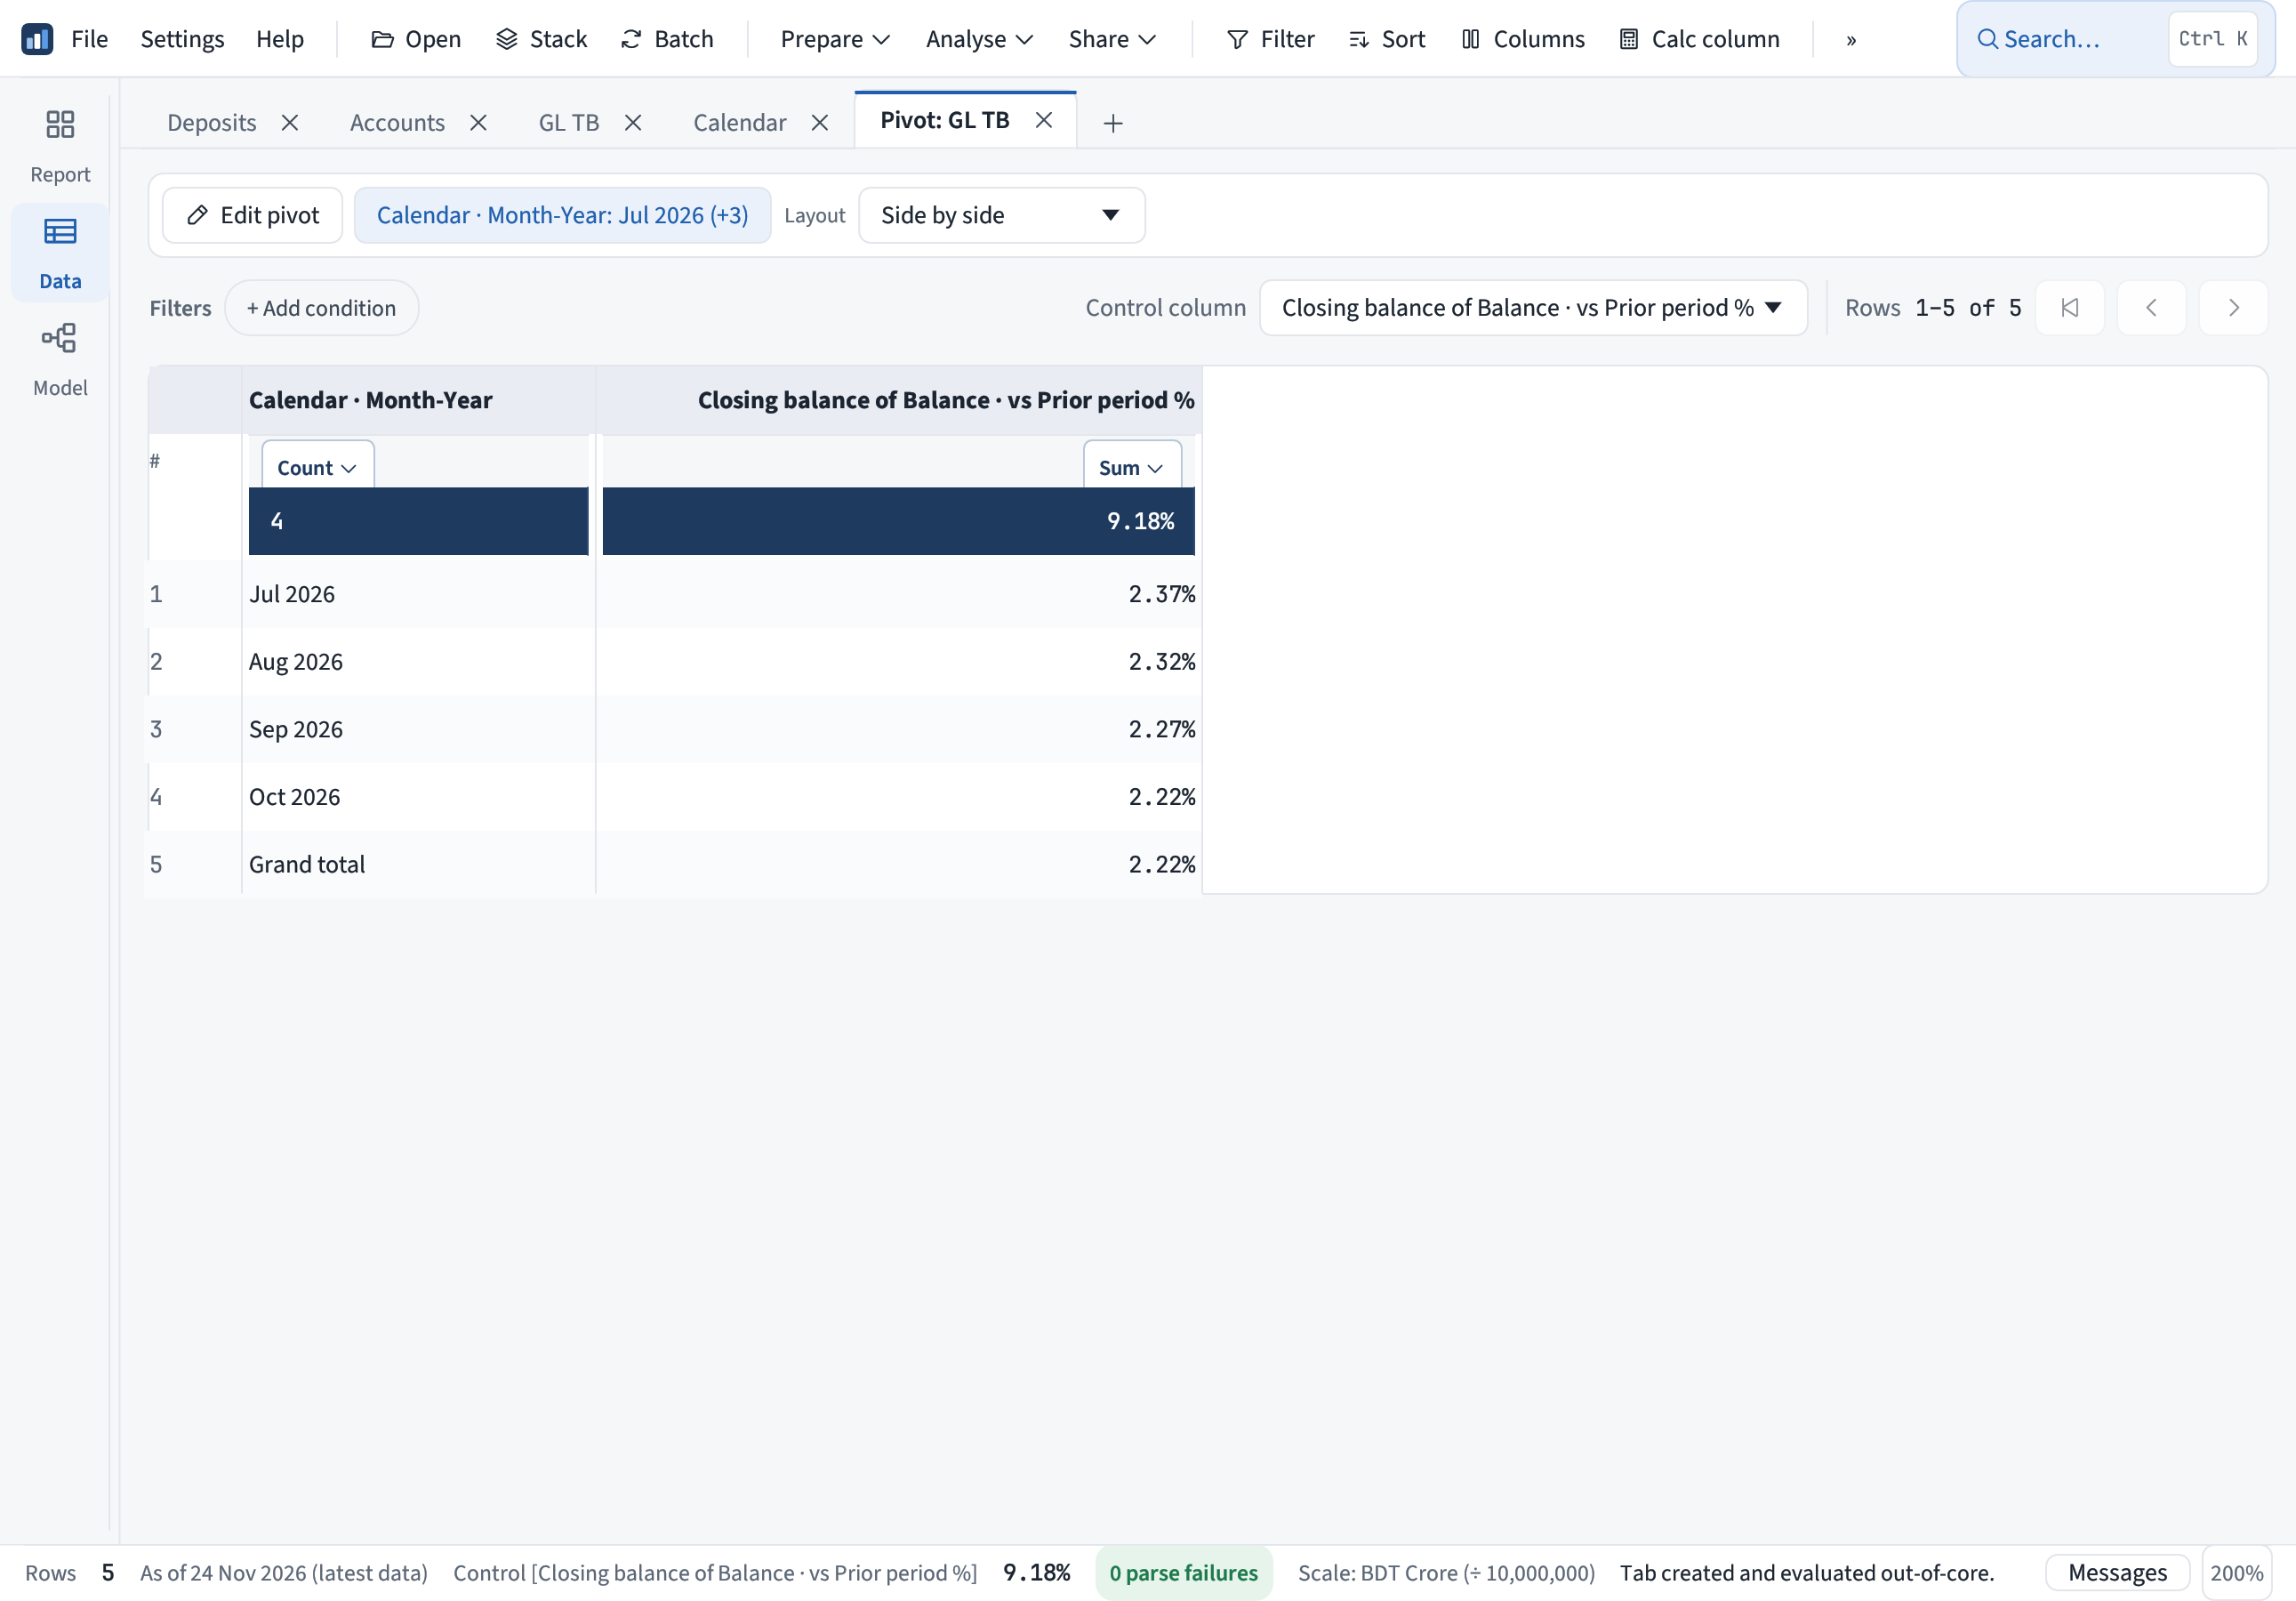 File Settings Help Open Stack Batch Prepare Analyse Share Filter Sort Columns Calc column » Search… Ctrl K
Report
Data
Model
Deposits Accounts GL TB Calendar Pivot: GL TB
Edit pivot Calendar · Month-Year: Jul 2026 (+3) Layout Side by side
Filters + Add condition Control column Closing balance of Balance · vs Prior period % Rows 1–5 of 5
Calendar · Month-Year Closing balance of Balance · vs Prior period %
# Count Sum
4 9.18%
1 Jul 2026 2.37%
2 Aug 2026 2.32%
3 Sep 2026 2.27%
4 Oct 2026 2.22%
5 Grand total 2.22%
Rows 5 As of 24 Nov 2026 (latest data) Control [Closing balance of Balance · vs Prior period %] 9.18% 0 parse failures Scale: BDT Crore (÷ 10,000,000) Tab created and evaluated out-of-core. Messages 200%